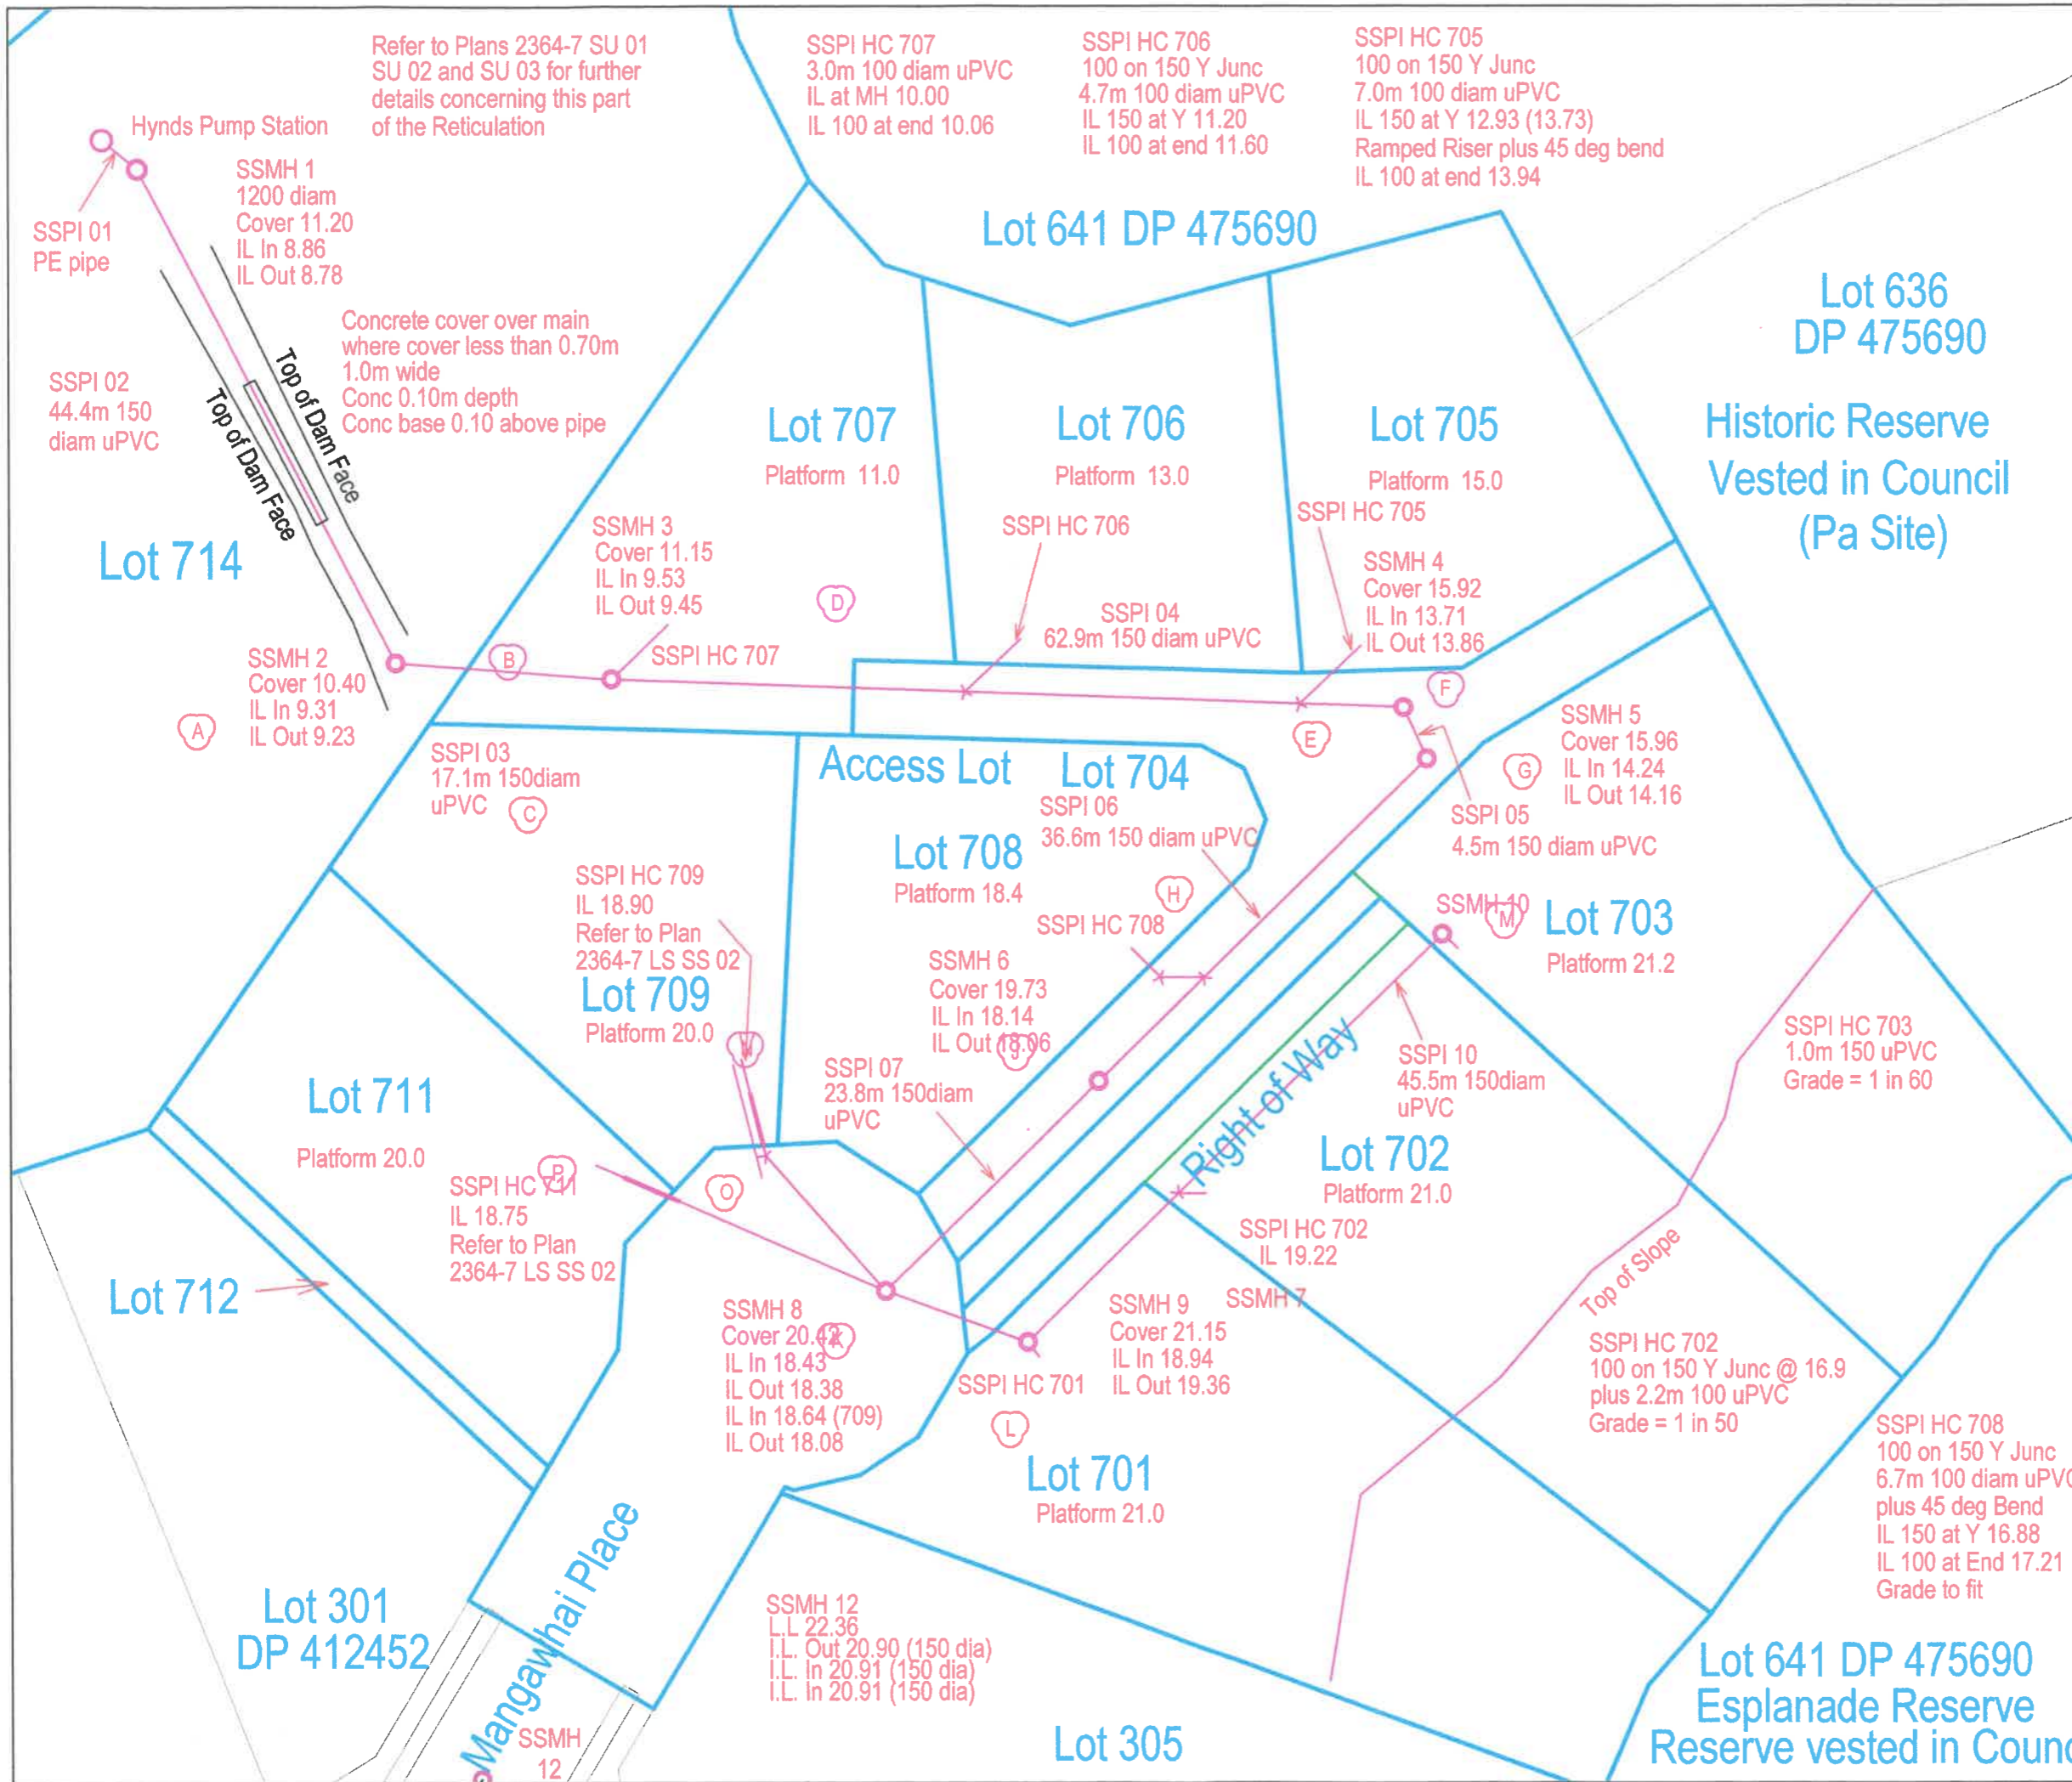 Refer to Plans 2364-7 SU 01
SU 02 and SU 03 for further
details concerning this part
of the Reticulation
SSPI HC 707
3.0m 100 diam uPVC
IL at MH 10.00
IL 100 at end 10.06
SSPI HC 706
100 on 150 Y Junc
4.7m 100 diam uPVC
IL 150 at Y 11.20
IL 100 at end 11.60
SSPI HC 705
100 on 150 Y Junc
7.0m 100 diam uPVC
IL 150 at Y 12.93 (13.73)
Ramped Riser plus 45 deg bend
IL 100 at end 13.94
Hynds Pump Station
SSMH 1
1200 diam
Cover 11.20
IL In 8.86
IL Out 8.78
SSPI 01
PE pipe
Lot 641 DP 475690
Lot 636
DP 475690
Historic Reserve
Vested in Council
(Pa Site)
Concrete cover over main
where cover less than 0.70m
1.0m wide
Conc 0.10m depth
Conc base 0.10 above pipe
SSPI 02
44.4m 150
diam uPVC
Top of Dam Face
Top of Dam Face
Lot 707
Platform 11.0
Lot 706
Platform 13.0
Lot 705
Platform 15.0
Lot 714
SSMH 3
Cover 11.15
IL In 9.53
IL Out 9.45
SSPI HC 706
SSPI HC 705
SSMH 4
Cover 15.92
IL In 13.71
IL Out 13.86
D
SSPI 04
62.9m 150 diam uPVC
SSPI HC 707
B
SSMH 2
Cover 10.40
IL In 9.31
IL Out 9.23
A
F
E
SSMH 5
Cover 15.96
IL In 14.24
IL Out 14.16
G
SSPI 03
17.1m 150diam
uPVC
C
Access Lot
Lot 704
SSPI 06
36.6m 150 diam uPVC
SSPI 05
4.5m 150 diam uPVC
Lot 708
Platform 18.4
H
SSPI HC 708
SSMH 10
M
Lot 703
Platform 21.2
SSPI HC 709
IL 18.90
Refer to Plan
2364-7 LS SS 02
Lot 709
Platform 20.0
SSMH 6
Cover 19.73
IL In 18.14
IL Out 18.06
J
SSPI HC 703
1.0m 150 uPVC
Grade = 1 in 60
SSPI 07
23.8m 150diam
uPVC
SSPI 10
45.5m 150diam
uPVC
Right of Way
Lot 711
Platform 20.0
Lot 702
Platform 21.0
P
SSPI HC 711
IL 18.75
Refer to Plan
2364-7 LS SS 02
O
SSPI HC 702
IL 19.22
Top of Slope
Lot 712
SSMH 8
Cover 20.42
IL In 18.43
IL Out 18.38
IL In 18.64 (709)
IL Out 18.08
K
SSMH 9
Cover 21.15
IL In 18.94
IL Out 19.36
SSMH 7
SSPI HC 701
L
SSPI HC 702
100 on 150 Y Junc @ 16.9
plus 2.2m 100 uPVC
Grade = 1 in 50
SSPI HC 708
100 on 150 Y Junc
6.7m 100 diam uPVC
plus 45 deg Bend
IL 150 at Y 16.88
IL 100 at End 17.21
Grade to fit
Lot 701
Platform 21.0
Mangawhai Place
Lot 301
DP 412452
SSMH 12
L.L 22.36
I.L. Out 20.90 (150 dia)
I.L. In 20.91 (150 dia)
I.L. In 20.91 (150 dia)
SSMH
12
Lot 305
Lot 641 DP 475690
Esplanade Reserve
Reserve vested in Counc